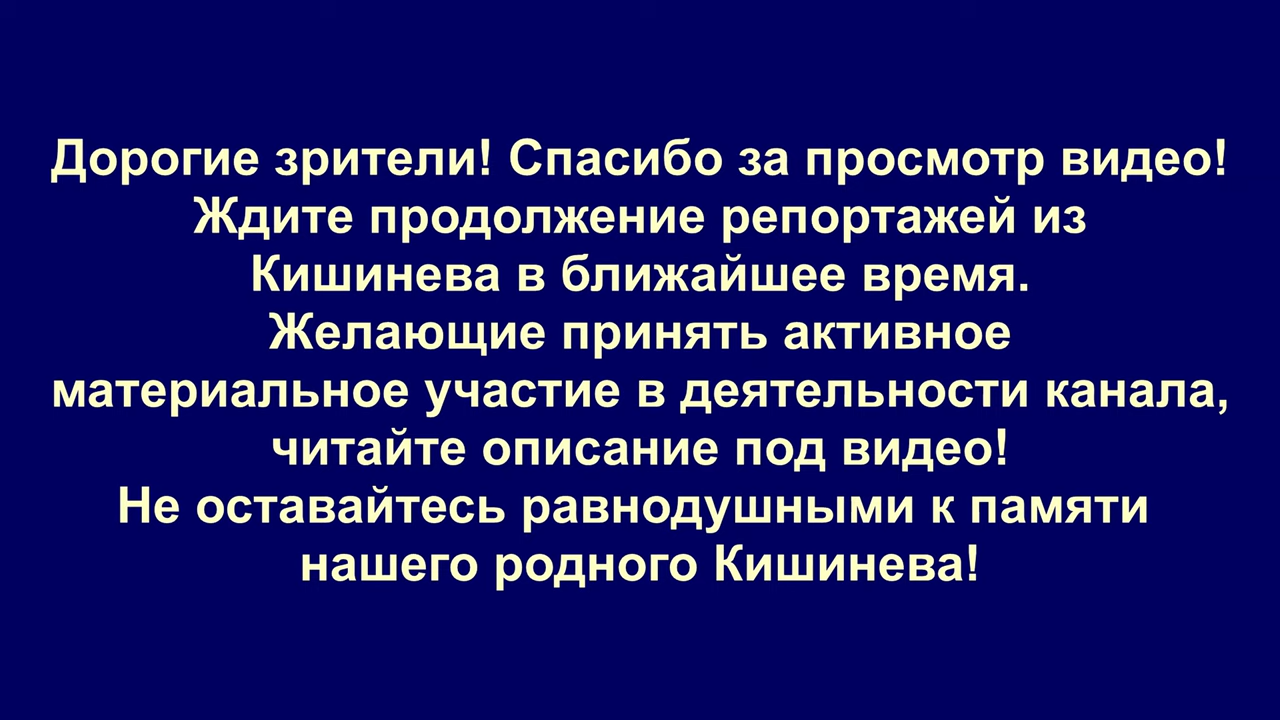 Дорогие зрители! Спасибо за просмотр видео!
Ждите продолжение репортажей из
Кишинева в ближайшее время.
Желающие принять активное
материальное участие в деятельности канала,
читайте описание под видео!
Не оставайтесь равнодушными к памяти
нашего родного Кишинева!